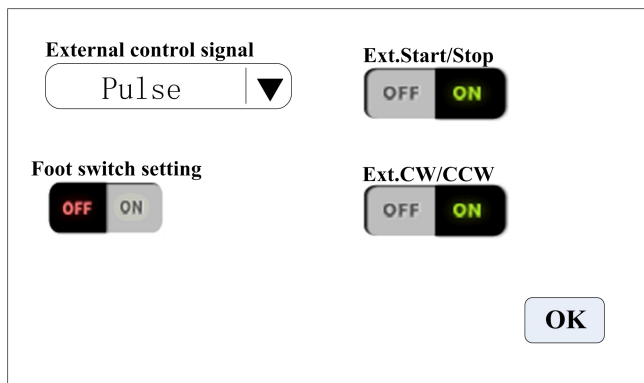 External control signal
Pulse
Ext.Start/Stop
OFF ON
Foot switch setting
OFF ON
Ext.CW/CCW
OFF ON
OK